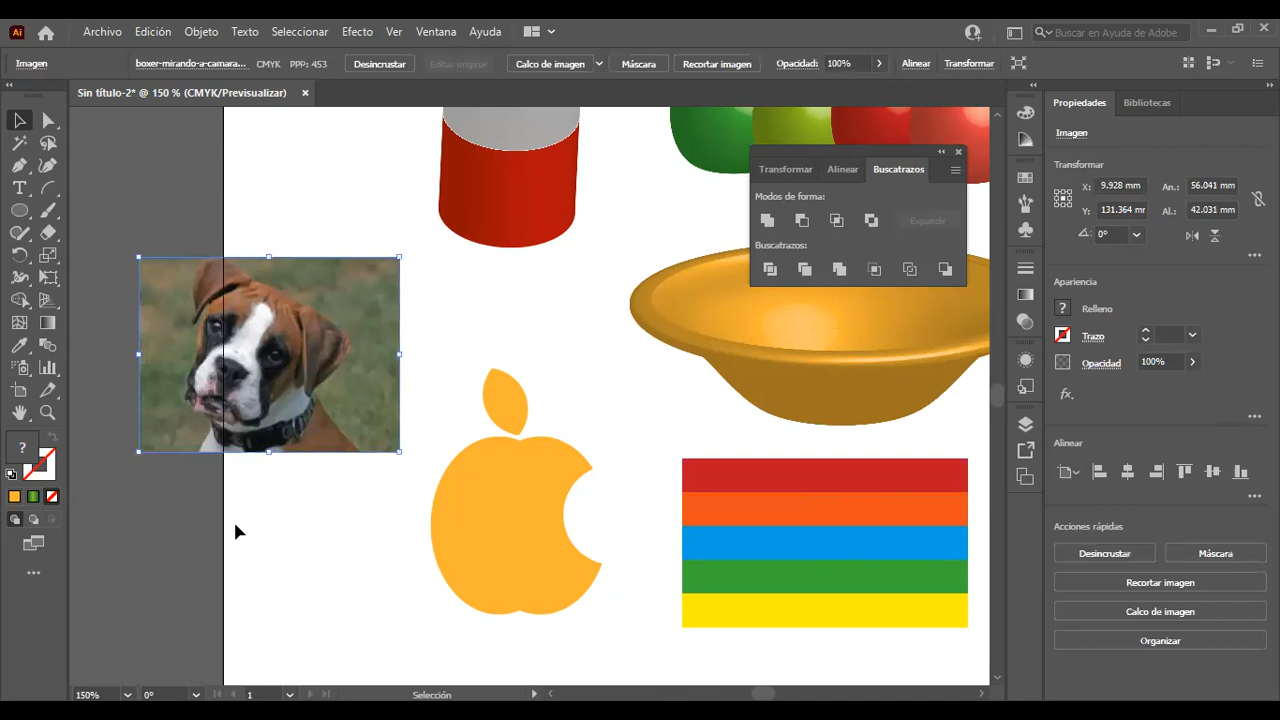 Ai Archivo Edición Objeto Texto Seleccionar Efecto Ver Ventana Ayuda Buscar en Ayuda de Adobe
Imagen boxer-mirando-a-camara... CMYK PPP: 453 Desincrustar Editar original Calco de imagen Máscara Recortar imagen Opacidad: 100% Alinear Transformar
Sin título-2* @ 150 % (CMYK/Previsualizar) ×
Propiedades Bibliotecas
Imagen
Transformar
X: 9.928 mm An.: 56.041 mm
Y: 131.364 mr Al.: 42.031 mm
0°
Apariencia
? Relleno
Trazo
Opacidad 100%
fx.
Alinear
Acciones rápidas
Desincrustar Máscara
Recortar imagen
Calco de imagen
Organizar
Transformar Alinear Buscatrazos
Modos de forma:
Expandir
Buscatrazos:
?
150% 0° 1 Selección